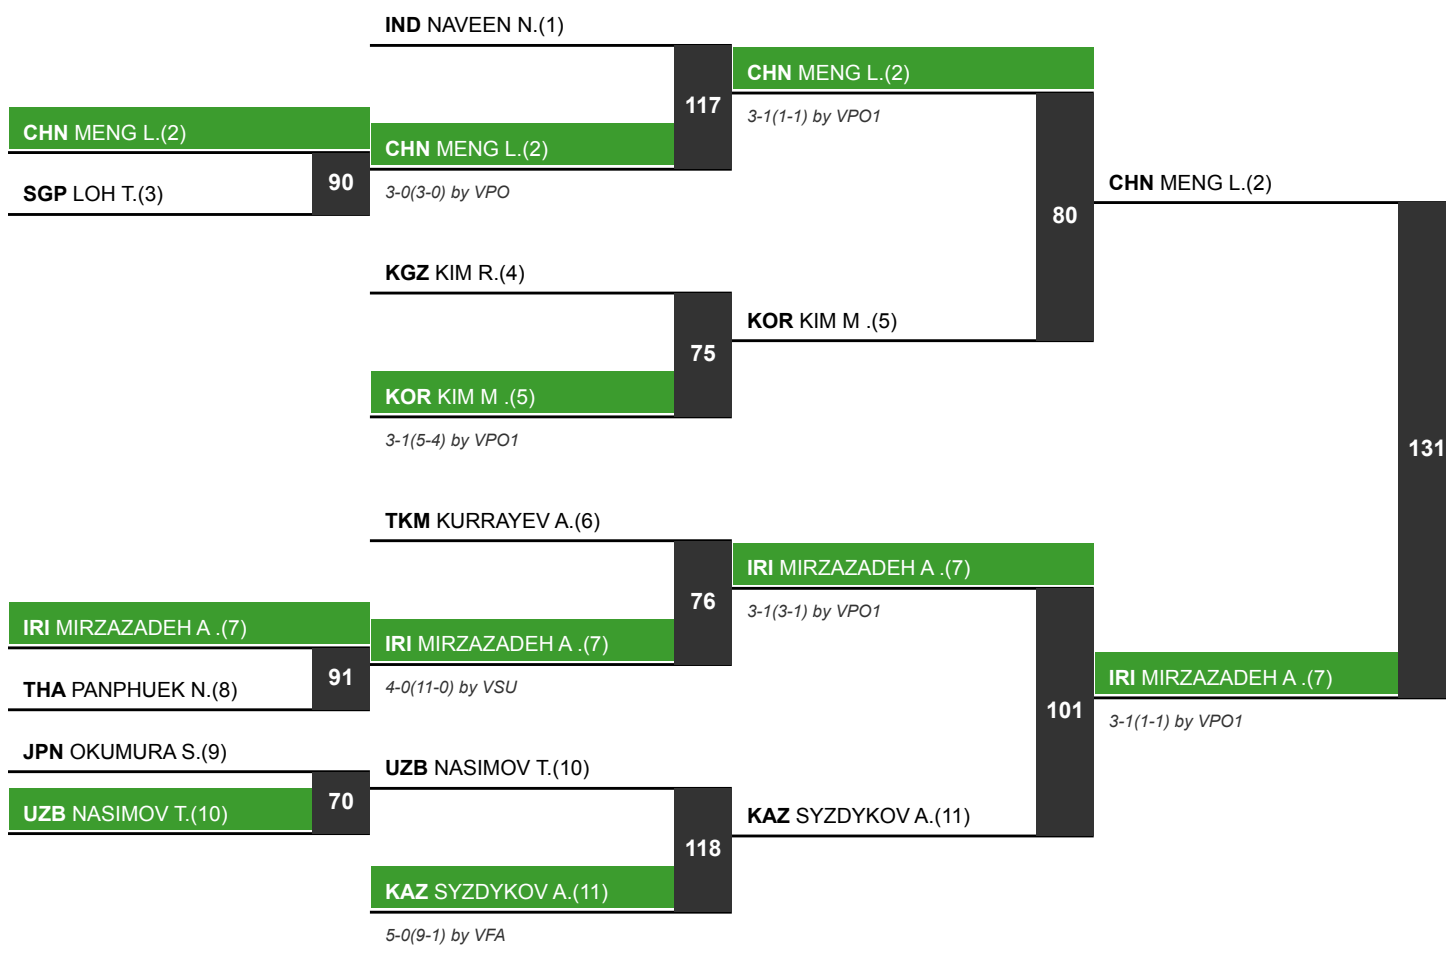 IND NAVEEN N.(1)
CHN MENG L.(2)
117
3-1(1-1) by VPO1
CHN MENG L.(2)
SGP LOH T.(3)
90
CHN MENG L.(2)
3-0(3-0) by VPO
CHN MENG L.(2)
80
KGZ KIM R.(4)
KOR KIM M .(5)
75
KOR KIM M .(5)
3-1(5-4) by VPO1
131
TKM KURRAYEV A.(6)
IRI MIRZAZADEH A .(7)
76
3-1(3-1) by VPO1
IRI MIRZAZADEH A .(7)
THA PANPHUEK N.(8)
91
IRI MIRZAZADEH A .(7)
4-0(11-0) by VSU
IRI MIRZAZADEH A .(7)
101
3-1(1-1) by VPO1
JPN OKUMURA S.(9)
UZB NASIMOV T.(10)
70
UZB NASIMOV T.(10)
KAZ SYZDYKOV A.(11)
118
KAZ SYZDYKOV A.(11)
5-0(9-1) by VFA